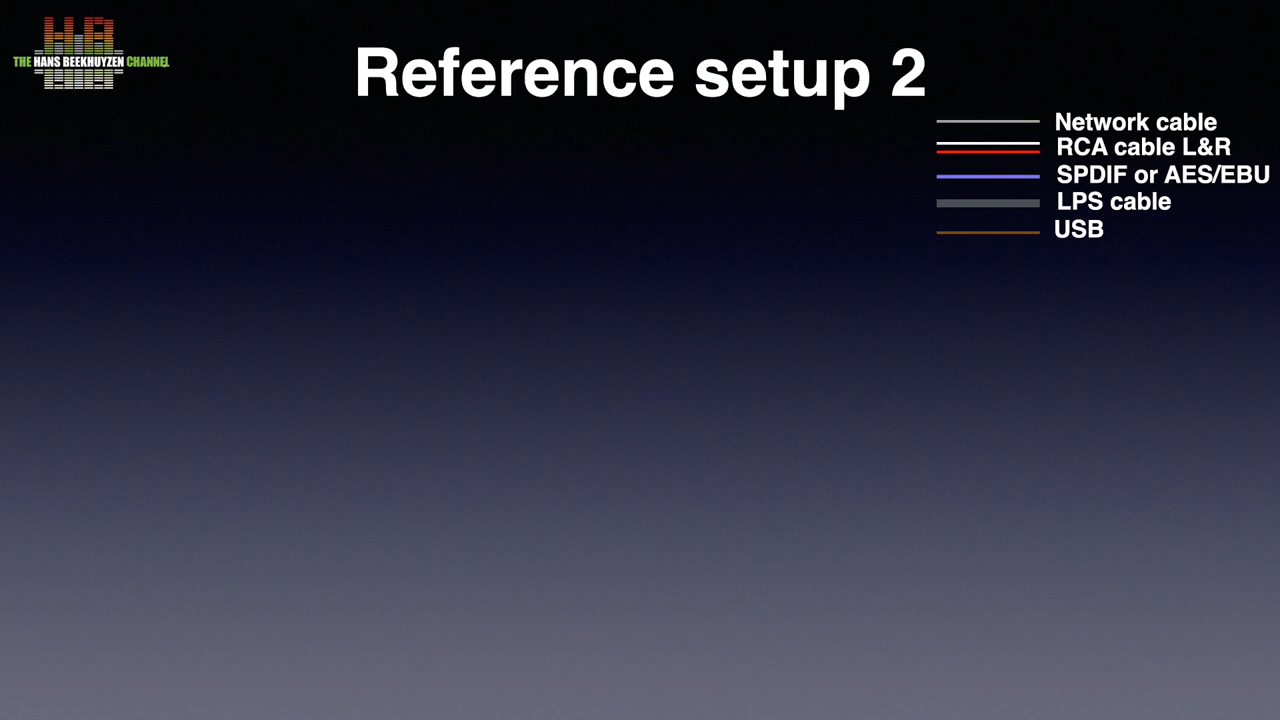 THE HANS BEEKHUYZEN CHANNEL
Reference setup 2
Network cable
RCA cable L&R
SPDIF or AES/EBU
LPS cable
USB